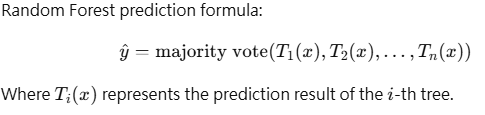 Random Forest prediction formula:
ŷ = majority vote(T₁(x), T₂(x), . . . , Tₙ(x))
Where Tᵢ(x) represents the prediction result of the i-th tree.